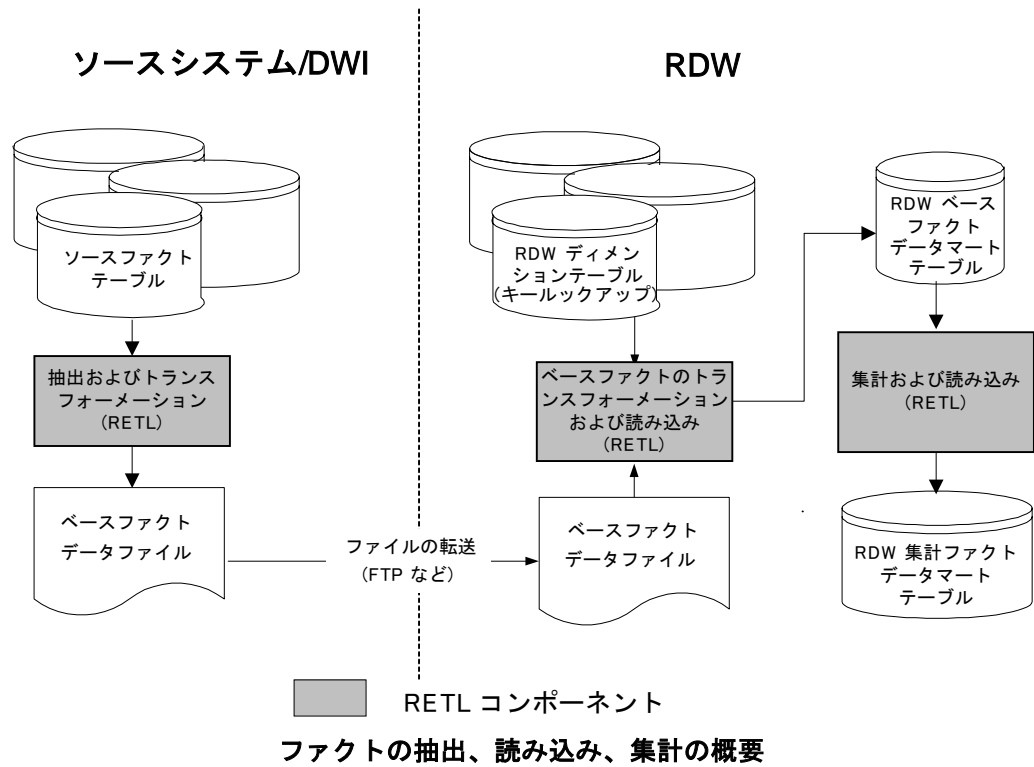 ソースシステム/DWI
RDW
ソースファクト
テーブル
抽出およびトランス
フォーメーション
(RETL)
ベースファクト
データファイル
ファイルの転送
(FTP など)
RDW ディメン
ションテーブル
(キールックアップ)
ベースファクトのトラ
ンスフォーメーション
および読み込み
(RETL)
ベースファクト
データファイル
RDW ベース
ファクト
データマート
テーブル
集計および読み込み
(RETL)
RDW 集計ファクト
データマート
テーブル
RETL コンポーネント
ファクトの抽出、読み込み、集計の概要